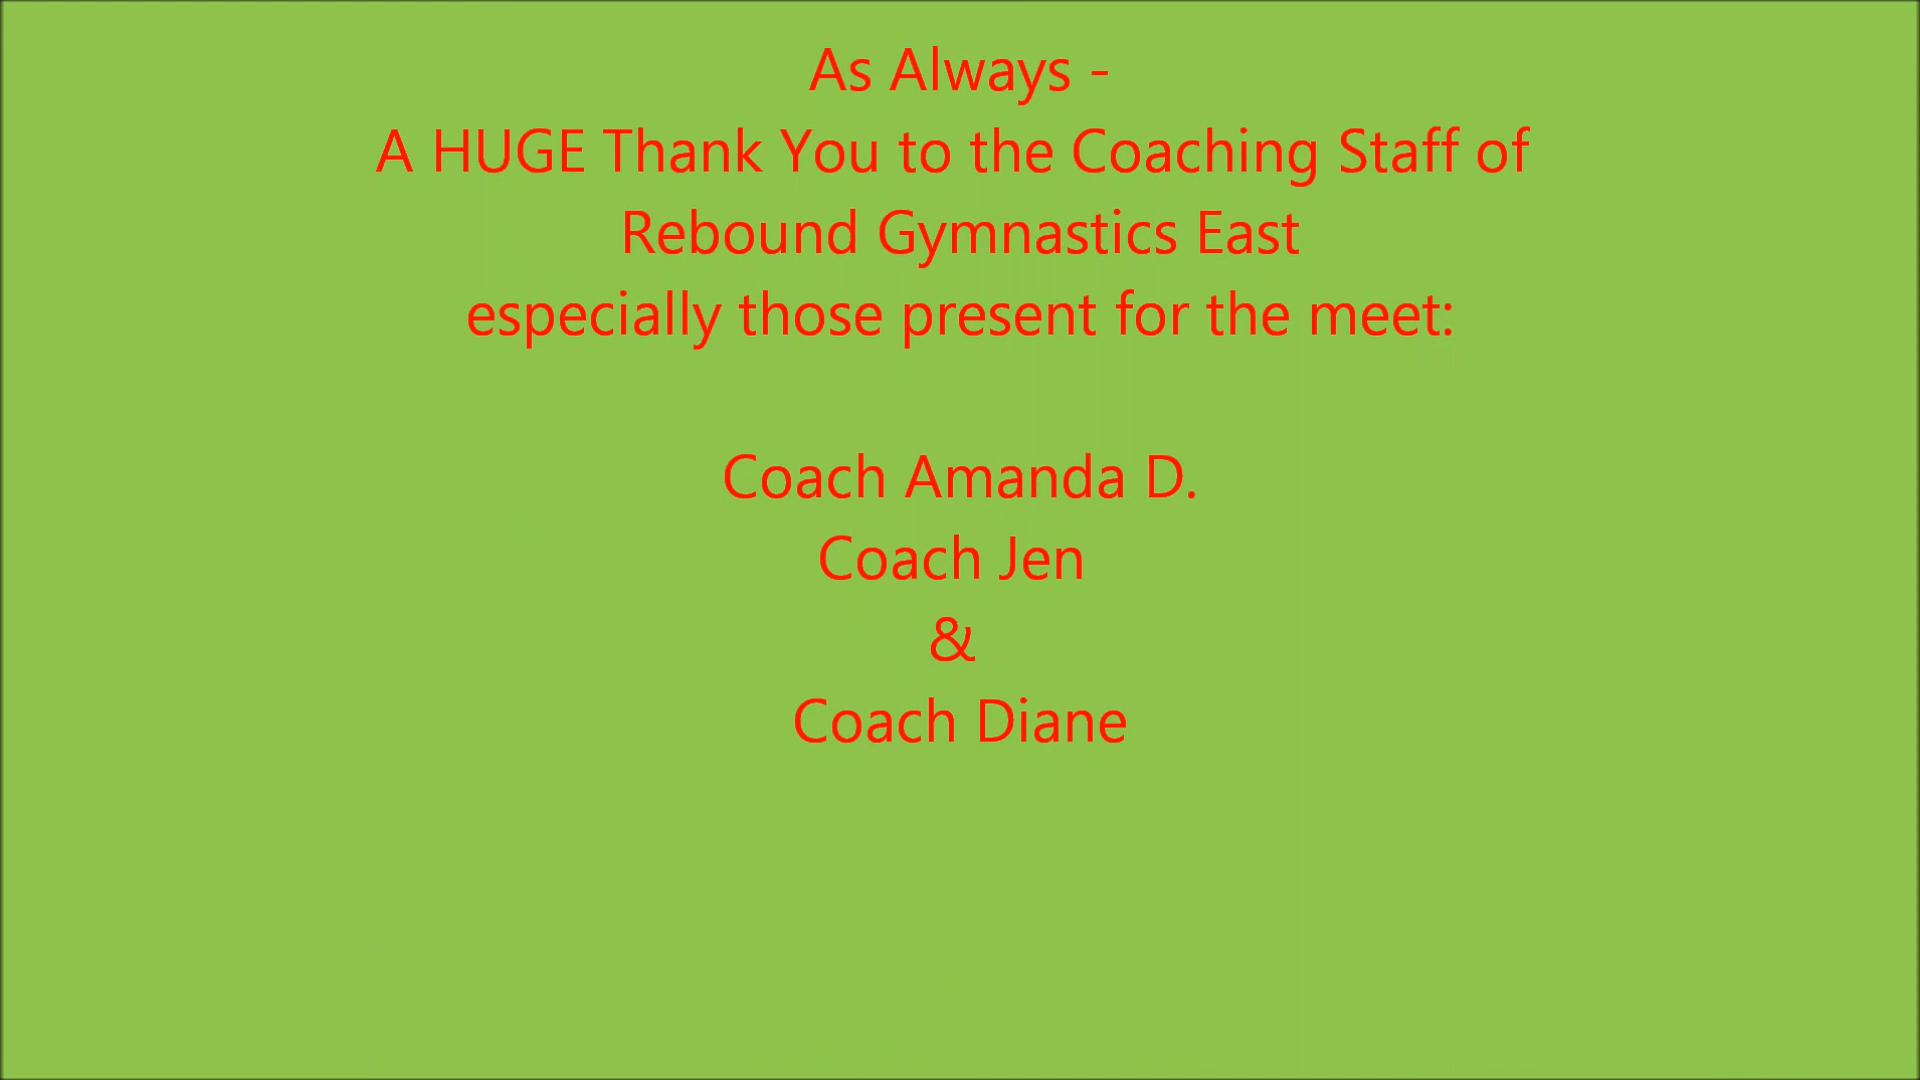 As Always -
A HUGE Thank You to the Coaching Staff of
Rebound Gymnastics East
especially those present for the meet:
Coach Amanda D.
Coach Jen
&
Coach Diane